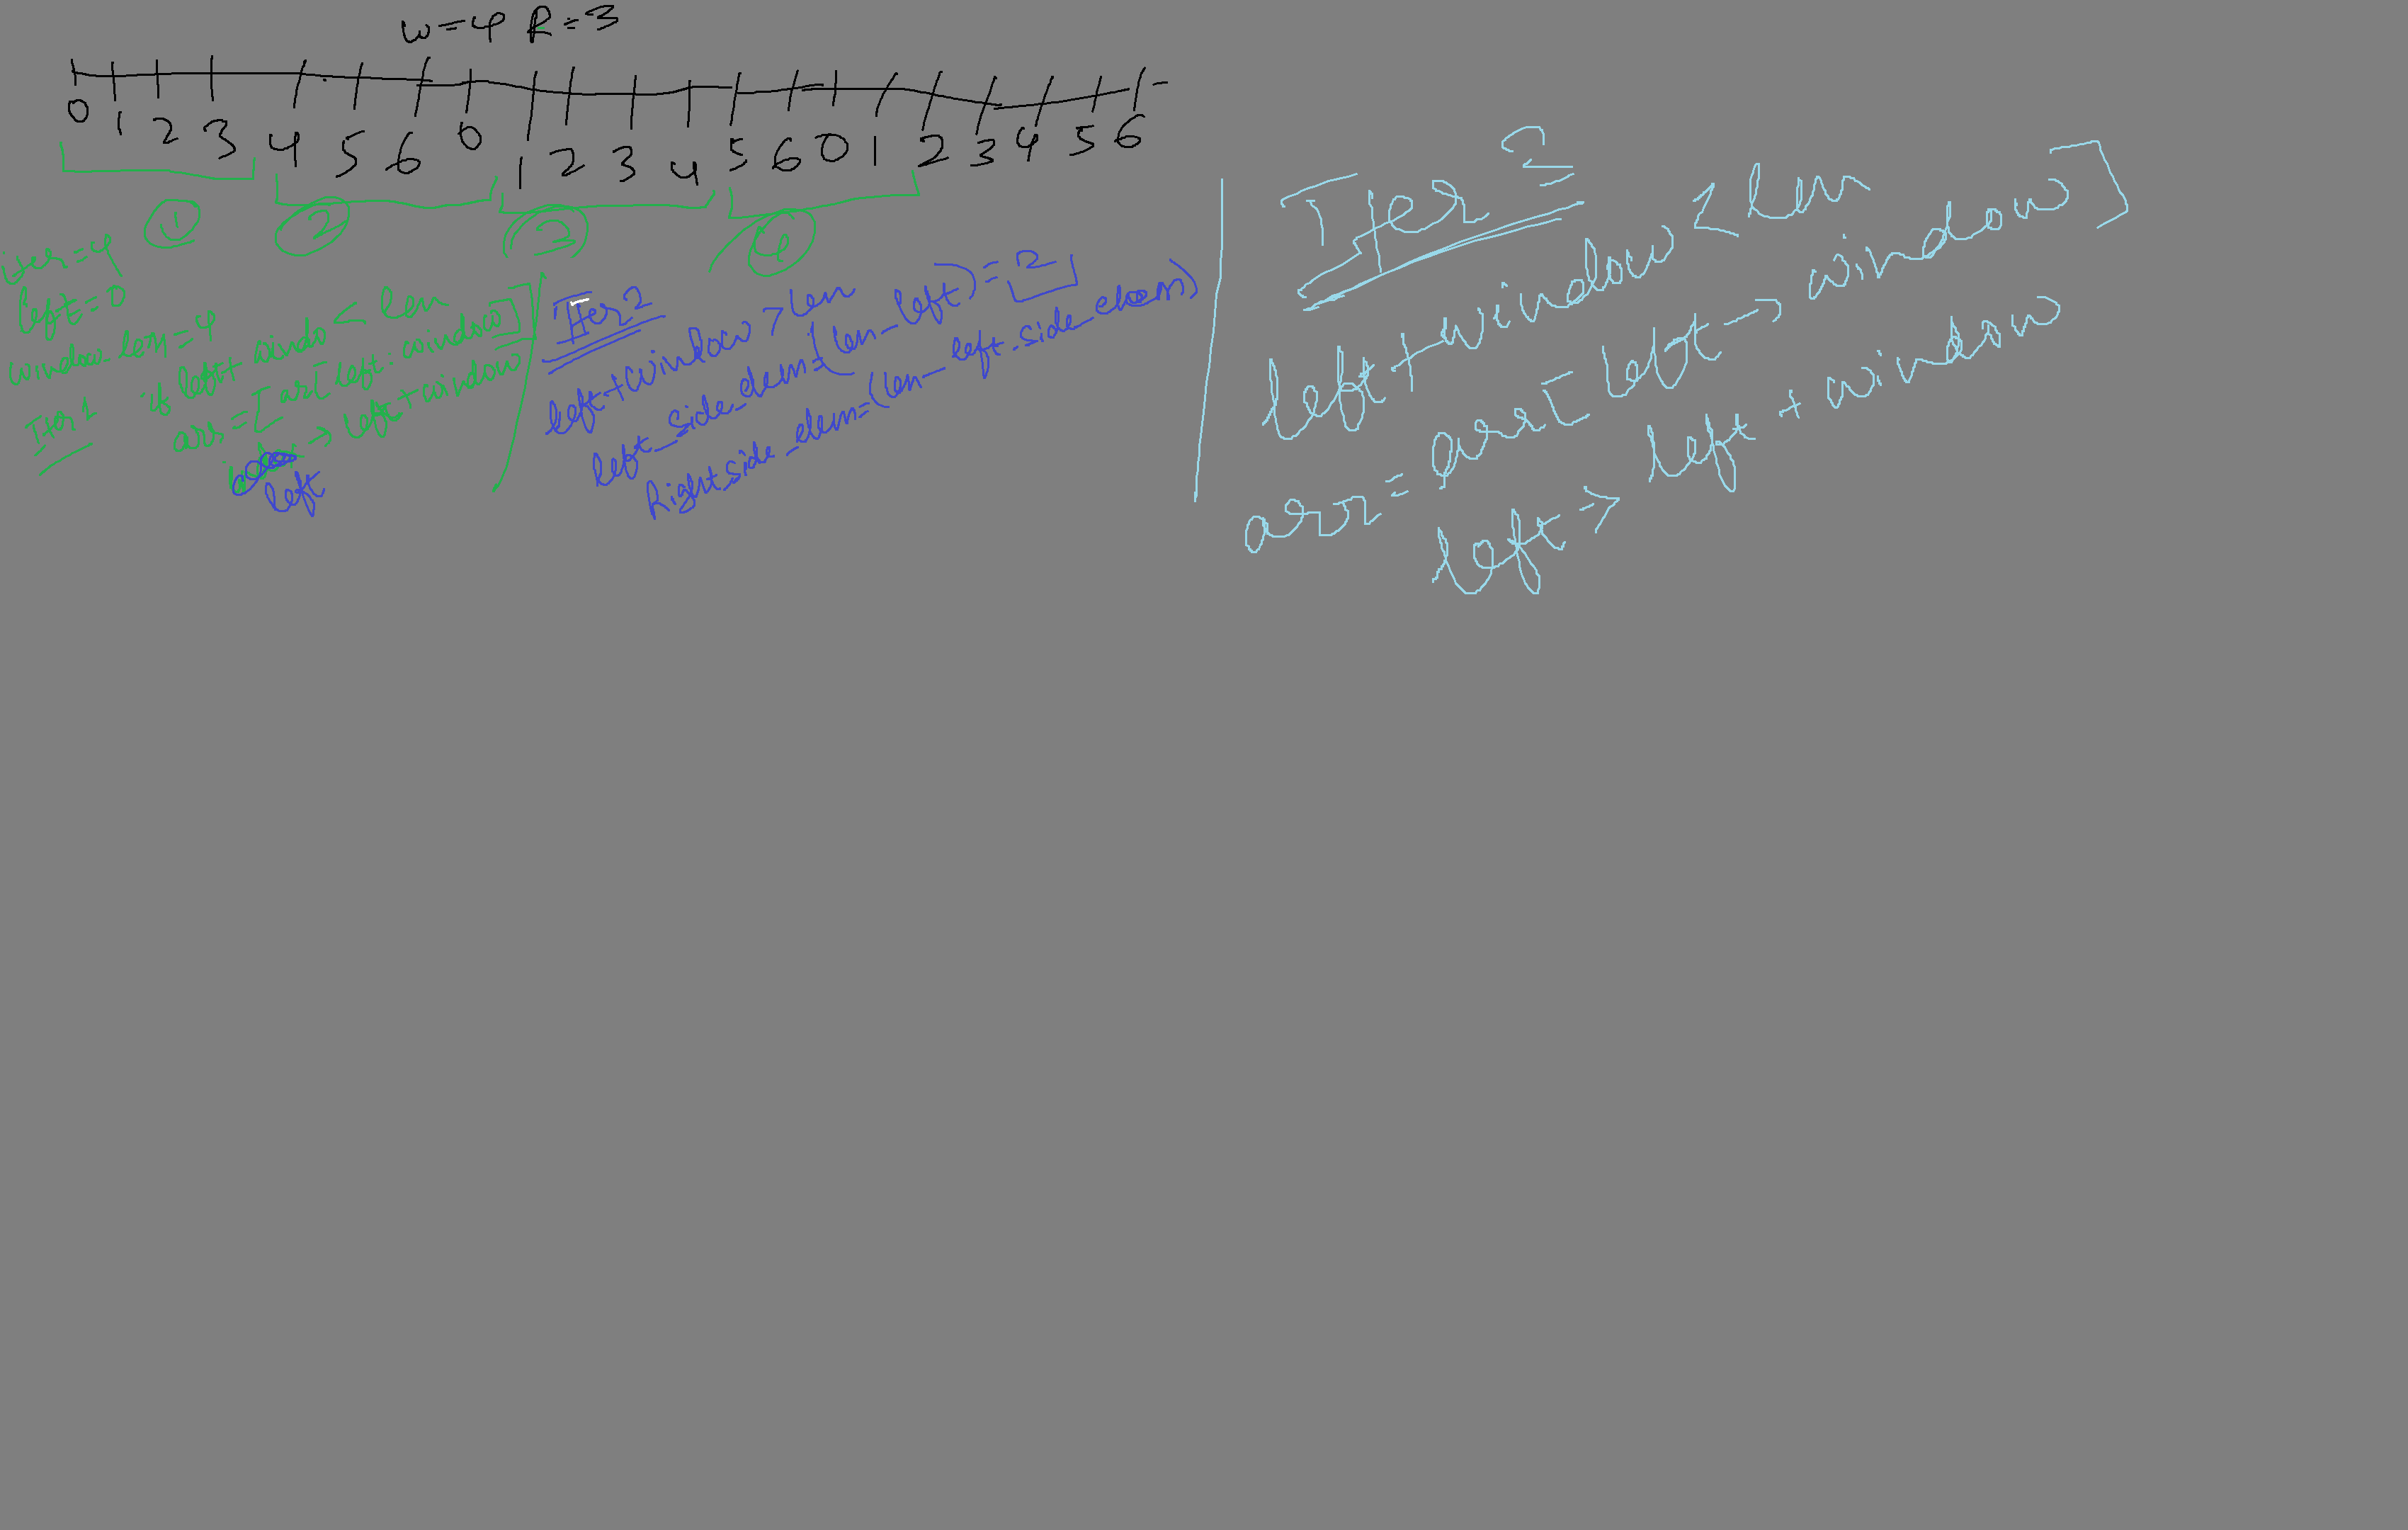 w=4 R=3
0 1 2 3 4 5 6 0 1 2 3 4 5 6 0 1 2 3 4 5 6
1 2 3 4
left=0
window-len=4
Iter 1 if left+windo < len
arr=[arr[left:window]]
left → left+window
left
Iter 2
left+window > len
left_side_elem=(len-left)=2
Right side_elem=(len-left-side_elem)
Iter 3
left+window < len
arr=arr[left → window]
left → left+window